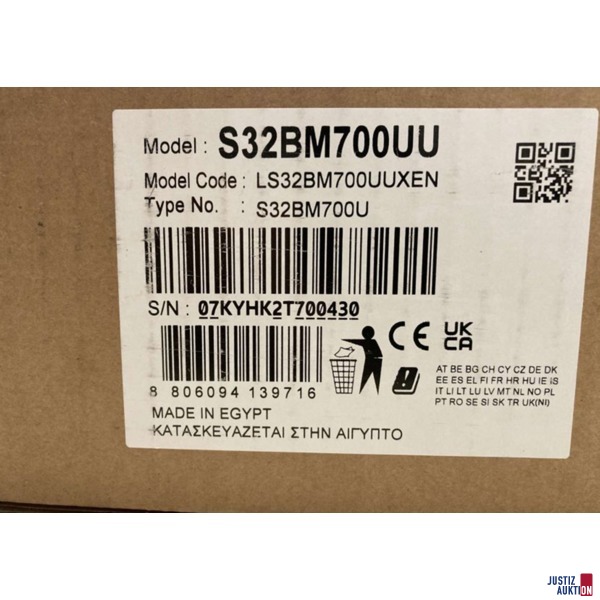 Model : S32BM700UU
Model Code : LS32BM700UUXEN
Type No. : S32BM700U
S/N : 07KYHK2T700430
CE UK CA
8 806094 139716
AT BE BG CH CY CZ DE DK
EE ES EL FI FR HR HU IE IS
IT LI LT LU LV MT NL NO PL
PT RO SE SI SK TR UK(NI)
MADE IN EGYPT
ΚΑΤΑΣΚΕΥΑΖΕΤΑΙ ΣΤΗΝ ΑΙΓΥΠΤΟ
JUSTIZ
AUKTION